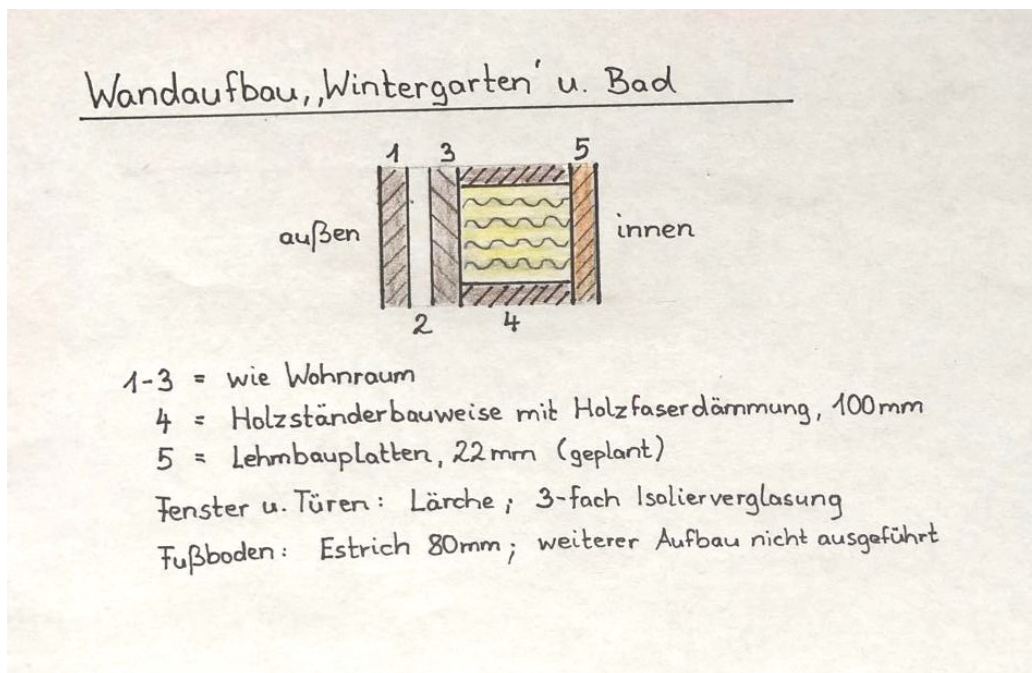 Wandaufbau „Wintergarten' u. Bad
1 3 5
außen innen
2 4
1-3 = wie Wohnraum
4 = Holzständerbauweise mit Holzfaserdämmung, 100mm
5 = Lehmbauplatten, 22mm (geplant)
Fenster u. Türen: Lärche; 3-fach Isolierverglasung
Fußboden: Estrich 80mm; weiterer Aufbau nicht ausgeführt